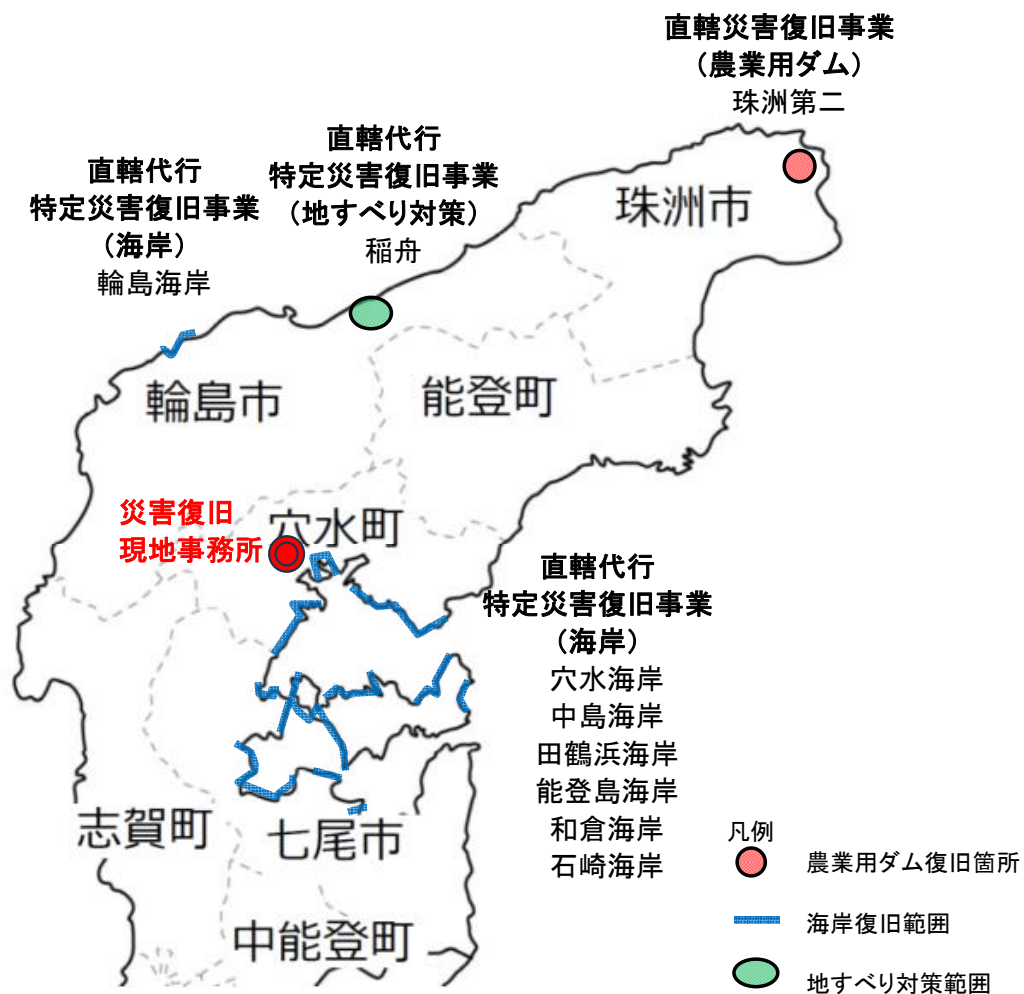 直轄災害復旧事業
(農業用ダム)
珠洲第二
直轄代行
特定災害復旧事業
(地すべり対策)
稲舟
直轄代行
特定災害復旧事業
(海岸)
輪島海岸
珠洲市
輪島市
能登町
災害復旧
現地事務所
穴水町
直轄代行
特定災害復旧事業
(海岸)
穴水海岸
中島海岸
田鶴浜海岸
能登島海岸
和倉海岸
石崎海岸
志賀町
七尾市
中能登町
凡例
農業用ダム復旧箇所
海岸復旧範囲
地すべり対策範囲